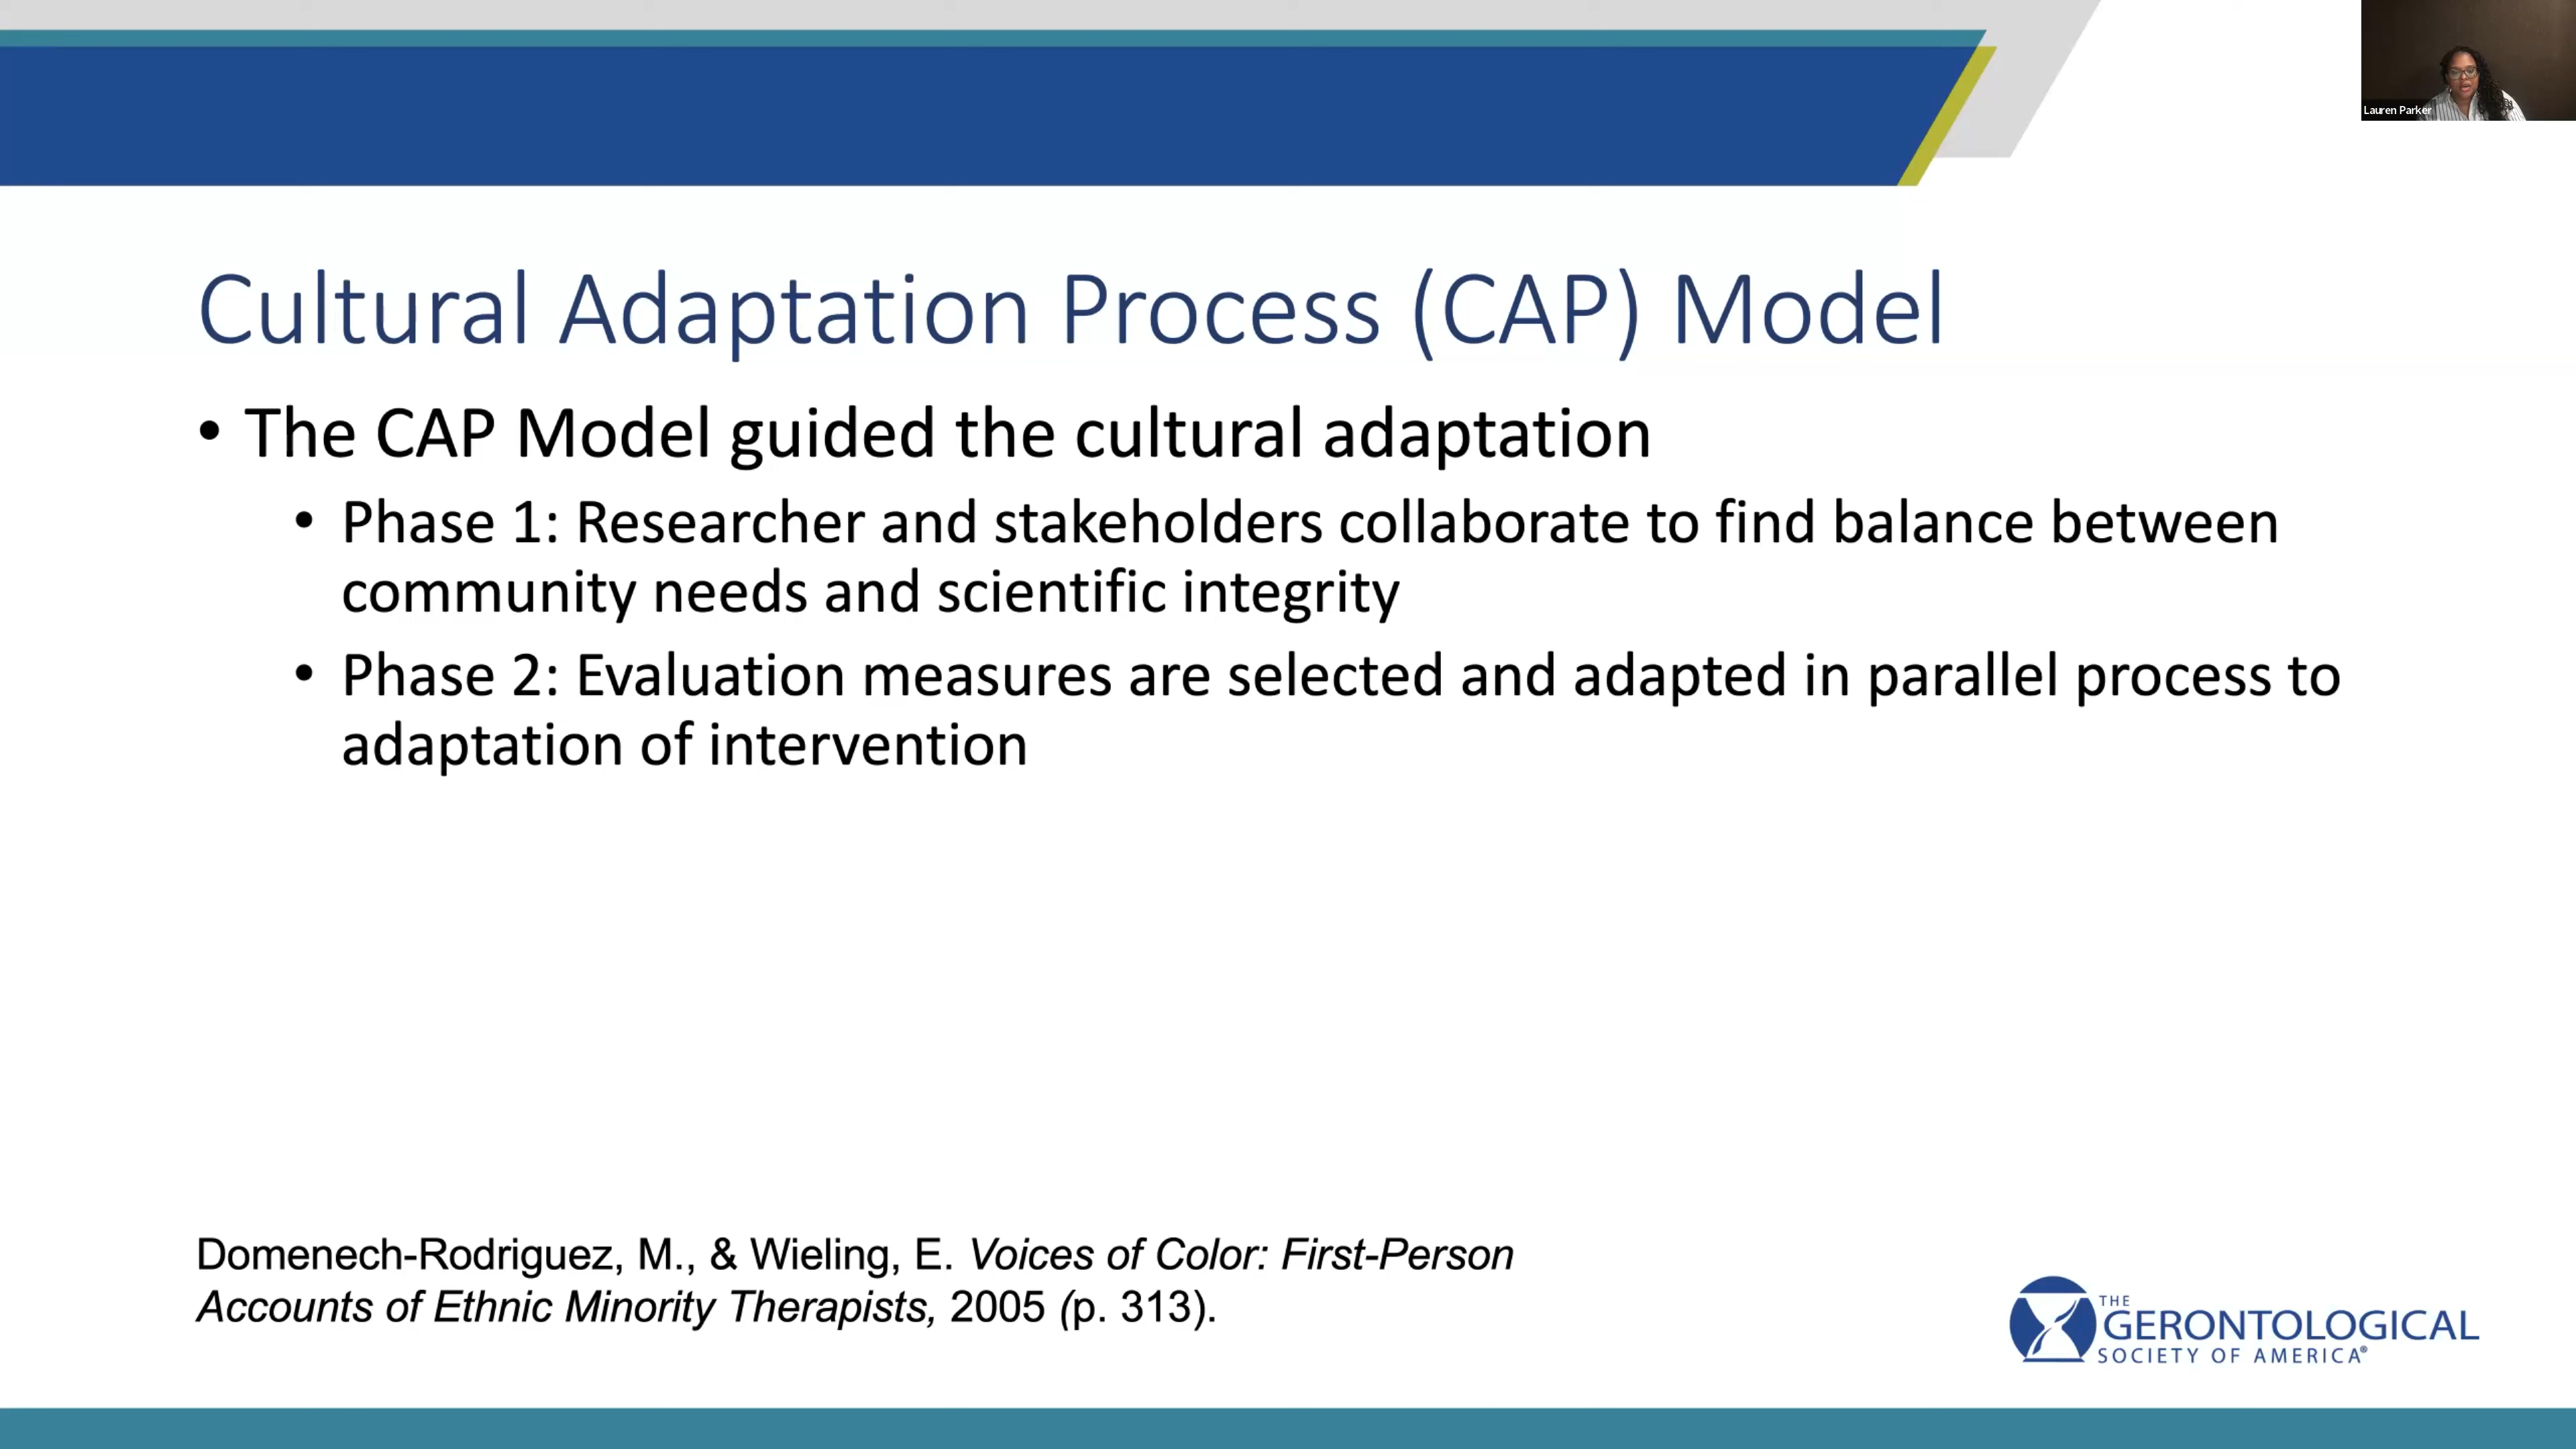 Lauren Parker
Cultural Adaptation Process (CAP) Model
• The CAP Model guided the cultural adaptation
• Phase 1: Researcher and stakeholders collaborate to find balance between
community needs and scientific integrity
• Phase 2: Evaluation measures are selected and adapted in parallel process to
adaptation of intervention
Domenech-Rodriguez, M., & Wieling, E. Voices of Color: First-Person
Accounts of Ethnic Minority Therapists, 2005 (p. 313).
THE
GERONTOLOGICAL
SOCIETY OF AMERICA®